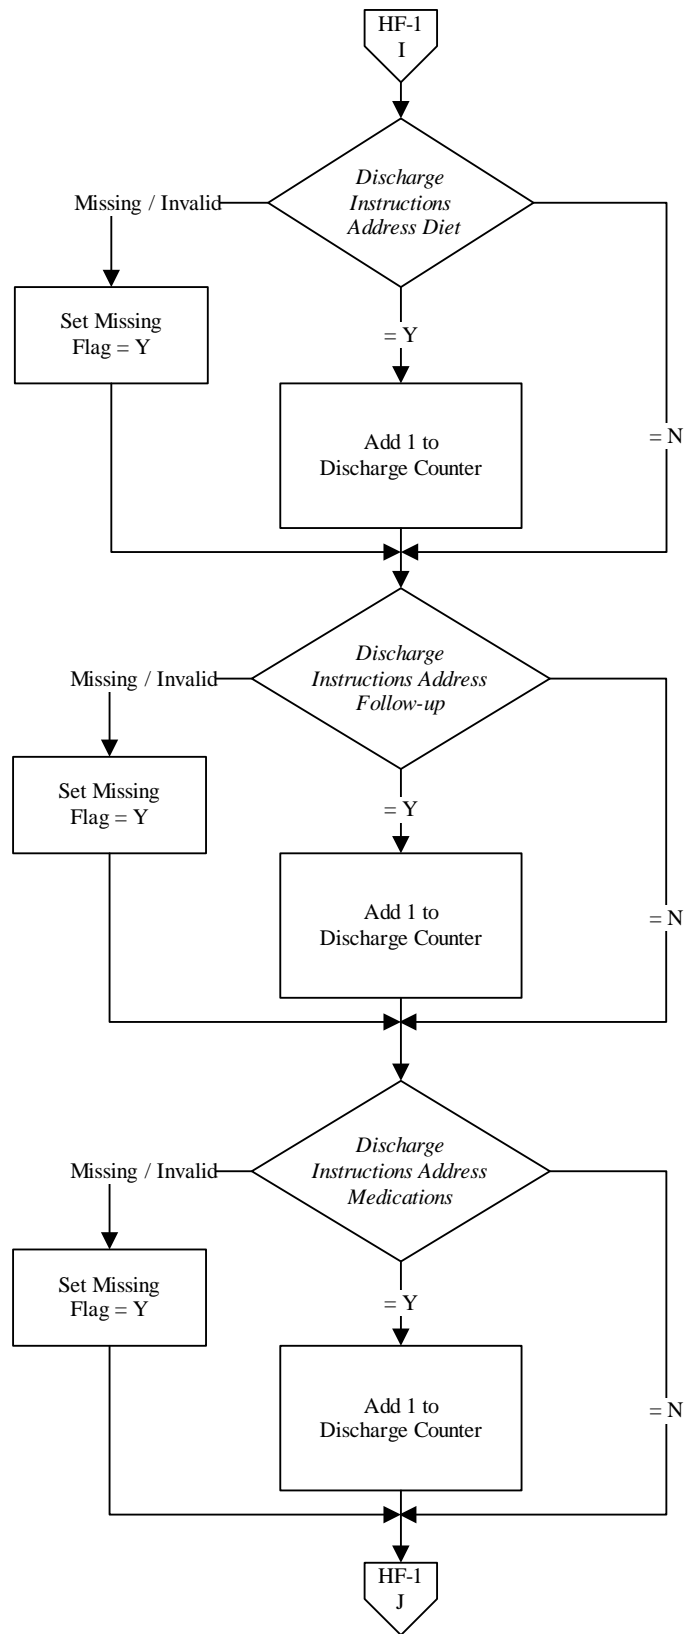 HF-1
I
Discharge
Instructions
Address Diet
Missing / Invalid
Set Missing
Flag = Y
= Y
Add 1 to
Discharge Counter
= N
Discharge
Instructions Address
Follow-up
Missing / Invalid
Set Missing
Flag = Y
= Y
Add 1 to
Discharge Counter
= N
Discharge
Instructions Address
Medications
Missing / Invalid
Set Missing
Flag = Y
= Y
Add 1 to
Discharge Counter
= N
HF-1
J